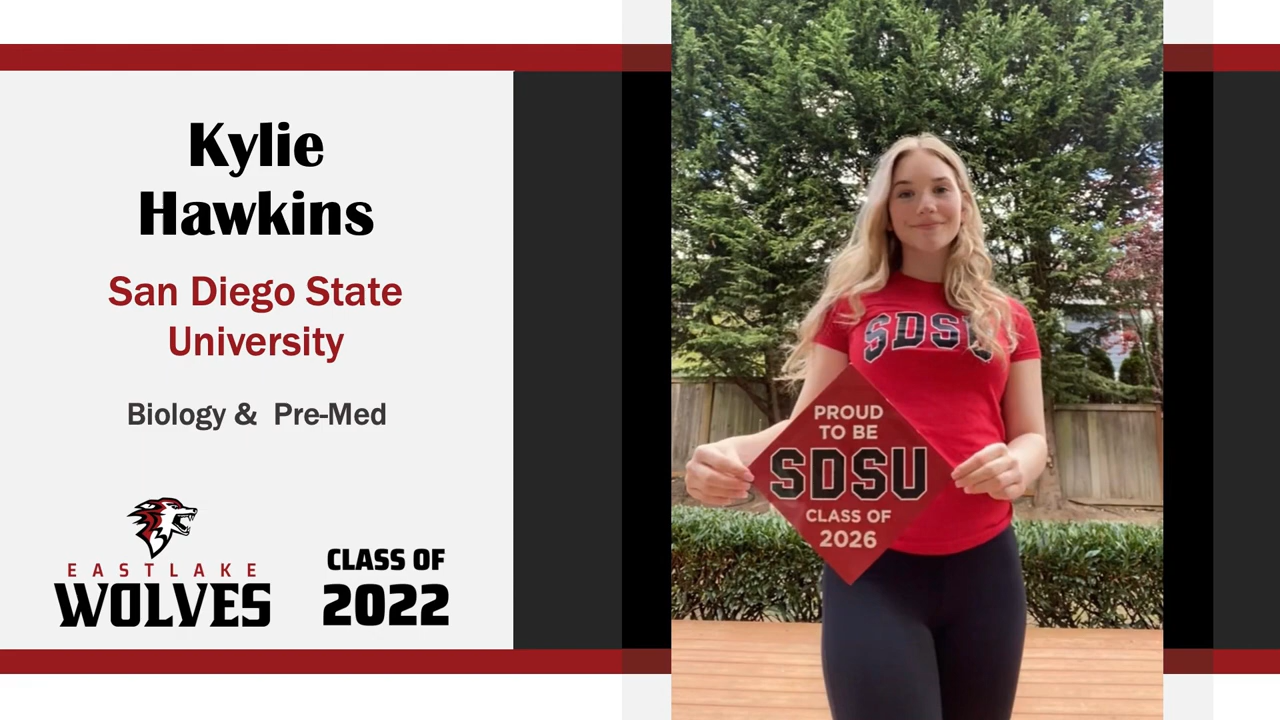 Kylie
Hawkins
San Diego State
University
Biology & Pre-Med
EASTLAKE
WOLVES
CLASS OF
2022
SDSU
PROUD
TO BE
SDSU
CLASS OF
2026